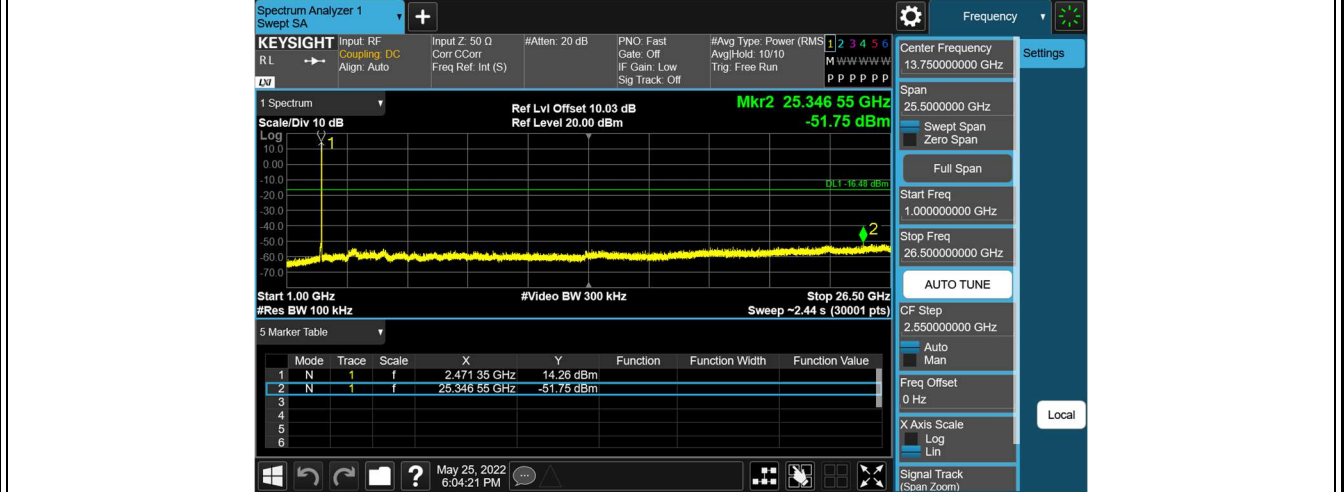 Spectrum Analyzer 1
Swept SA
Frequency
KEYSIGHT
RL
LXI
Input: RF
Coupling: DC
Align: Auto
Input Z: 50 Ω
Corr CCorr
Freq Ref: Int (S)
#Atten: 20 dB
PNO: Fast
Gate: Off
IF Gain: Low
Sig Track: Off
#Avg Type: Power (RMS
Avg|Hold: 10/10
Trig: Free Run
1 2 3 4 5 6
M W W W W W
P P P P P P
1 Spectrum
Scale/Div 10 dB
Ref Lvl Offset 10.03 dB
Ref Level 20.00 dBm
Mkr2 25.346 55 GHz
-51.75 dBm
Log
10.0
0.00
-10.0
-20.0
-30.0
-40.0
-50.0
-60.0
-70.0
1
DL1 -16.48 dBm
2
Start 1.00 GHz
#Res BW 100 kHz
#Video BW 300 kHz
Stop 26.50 GHz
Sweep ~2.44 s (30001 pts)
5 Marker Table
Mode Trace Scale X Y Function Function Width Function Value
1 N 1 f 2.471 35 GHz 14.26 dBm
2 N 1 f 25.346 55 GHz -51.75 dBm
3
4
5
6
?
May 25, 2022
6:04:21 PM
Center Frequency
13.750000000 GHz
Settings
Span
25.5000000 GHz
Swept Span
Zero Span
Full Span
Start Freq
1.000000000 GHz
Stop Freq
26.500000000 GHz
AUTO TUNE
CF Step
2.550000000 GHz
Auto
Man
Freq Offset
0 Hz
Local
X Axis Scale
Log
Lin
Signal Track
(Span Zoom)